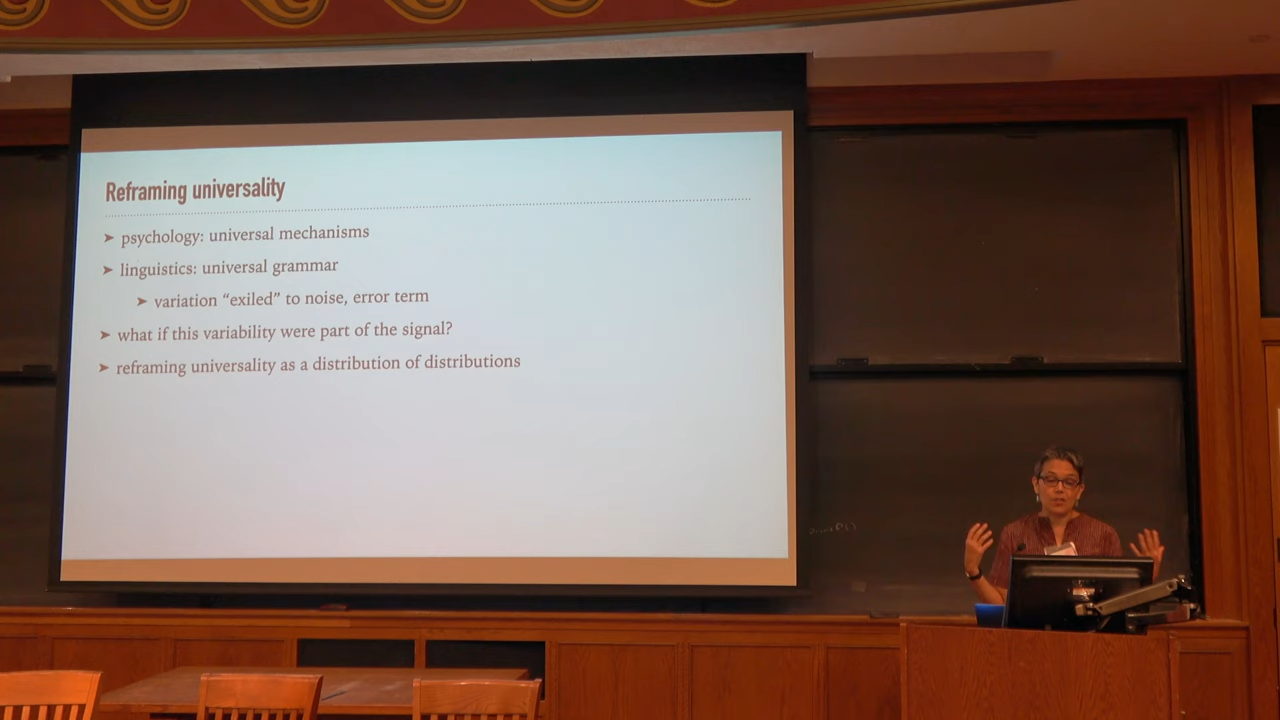 Reframing universality
➤ psychology: universal mechanisms
➤ linguistics: universal grammar
➤ variation “exiled” to noise, error term
➤ what if this variability were part of the signal?
➤ reframing universality as a distribution of distributions